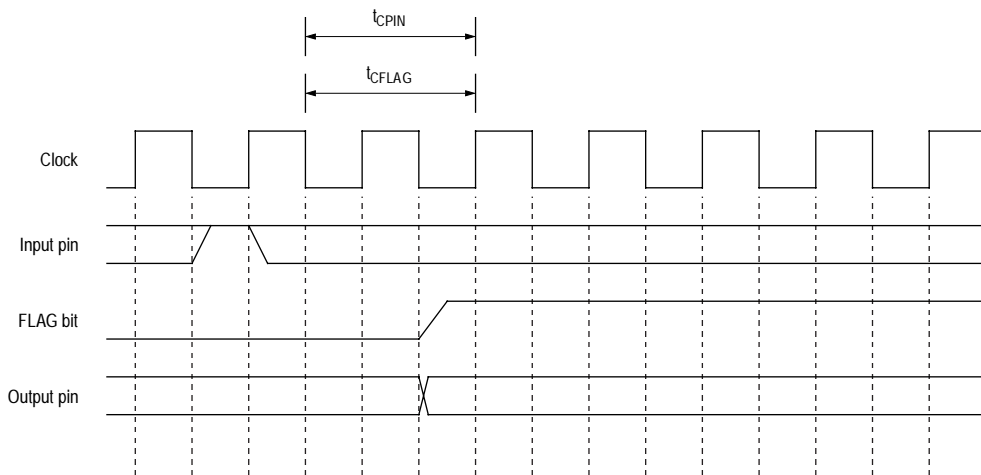 tCPIN
tCFLAG
Clock
Input pin
FLAG bit
Output pin